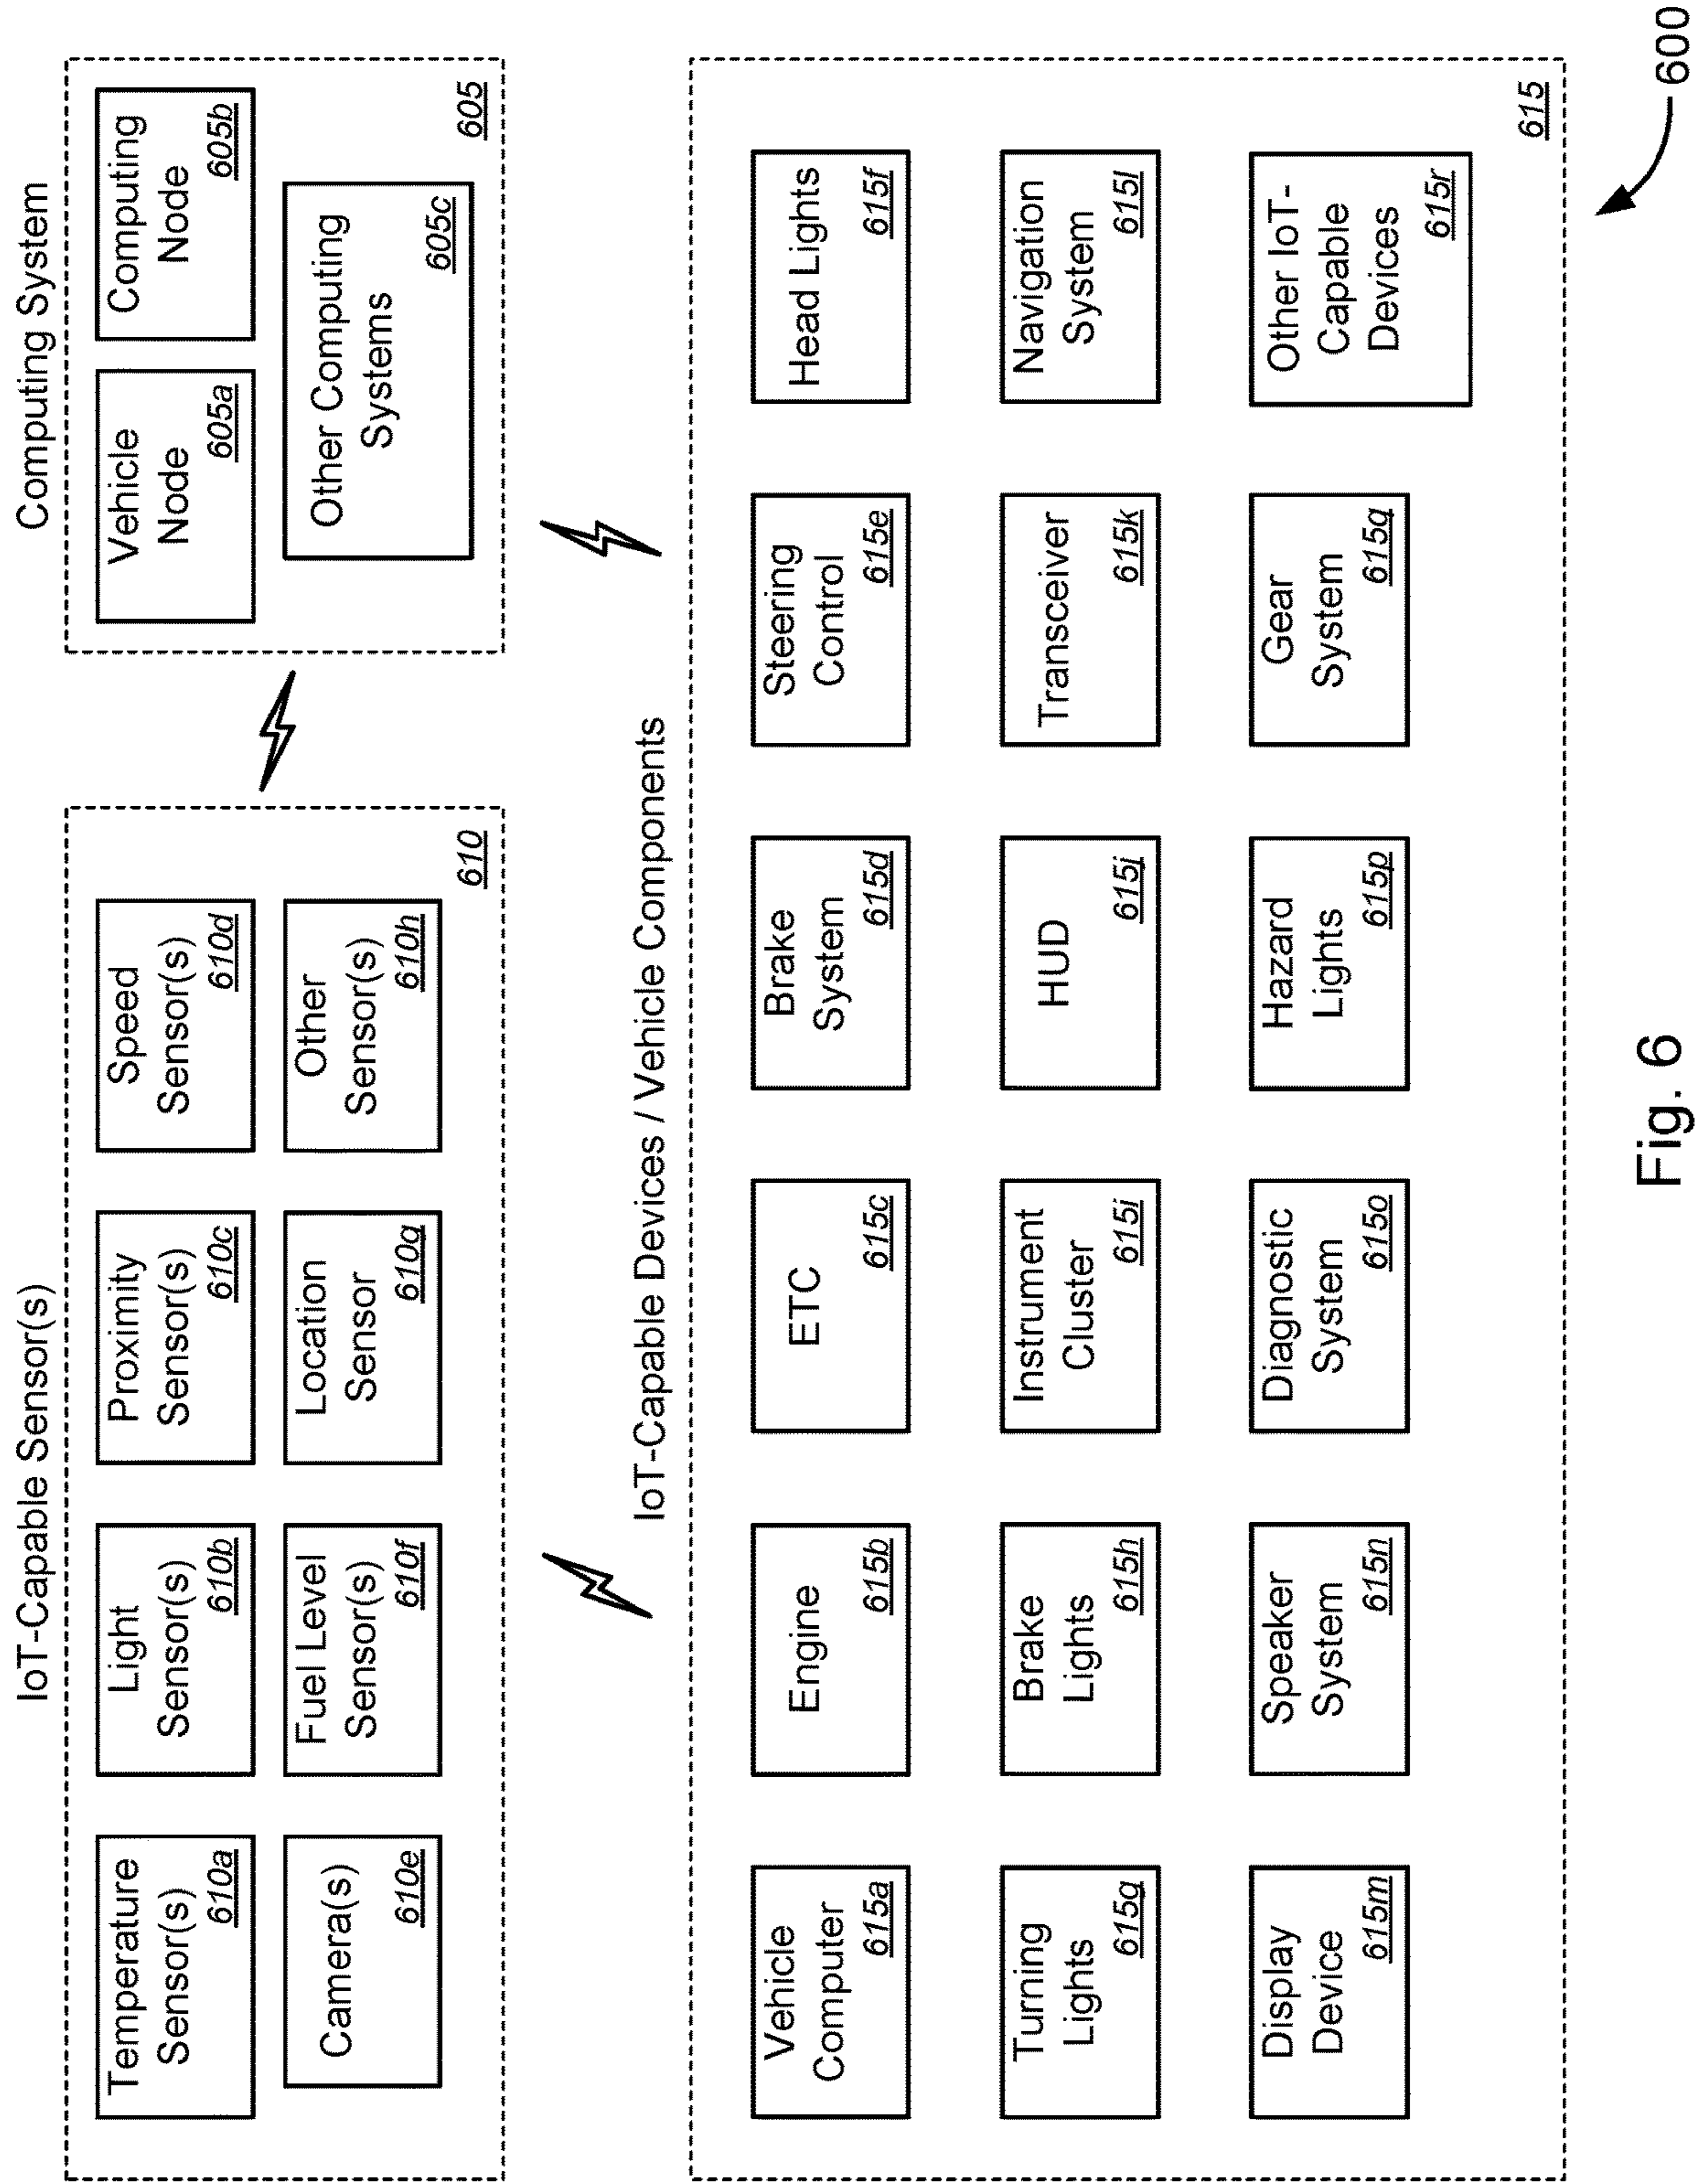 IoT-Capable Sensor(s)
Temperature
Sensor(s)
610a
Light
Sensor(s)
610b
Proximity
Sensor(s)
610c
Speed
Sensor(s)
610d
Camera(s)
610e
Fuel Level
Sensor(s)
610f
Location
Sensor
610g
Other
Sensor(s)
610h
610
Computing System
Vehicle
Node
605a
Computing
Node
605b
Other Computing
Systems
605c
605
IoT-Capable Devices / Vehicle Components
Vehicle
Computer
615a
Engine
615b
ETC
615c
Brake
System
615d
Steering
Control
615e
Head Lights
615f
Turning
Lights
615g
Brake
Lights
615h
Instrument
Cluster
615i
HUD
615j
Transceiver
615k
Navigation
System
615l
Display
Device
615m
Speaker
System
615n
Diagnostic
System
615o
Hazard
Lights
615p
Gear
System
615q
Other IoT-
Capable
Devices
615r
615
600
Fig. 6